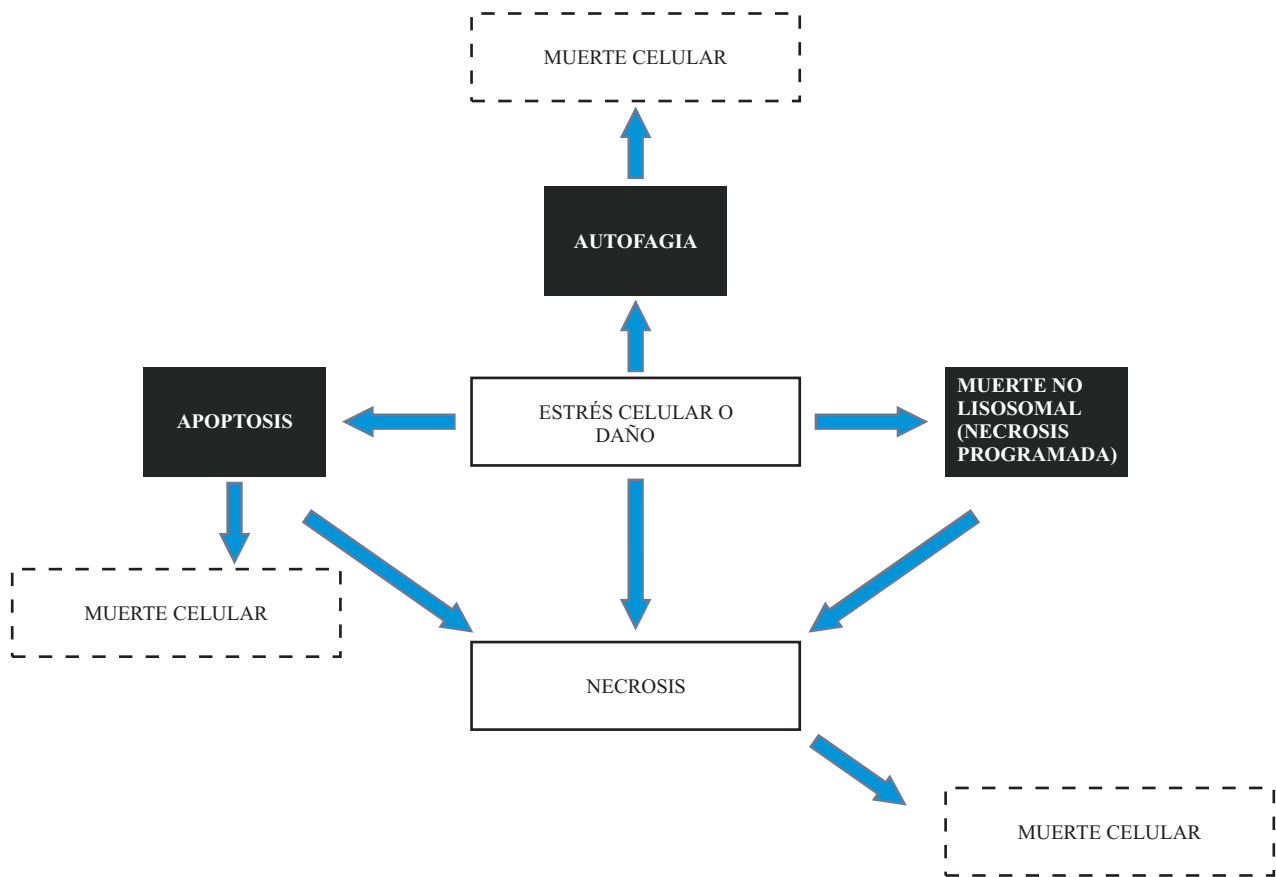 MUERTE CELULAR
AUTOFAGIA
APOPTOSIS
ESTRÉS CELULAR O
DAÑO
MUERTE NO
LISOSOMAL
(NECROSIS
PROGRAMADA)
MUERTE CELULAR
NECROSIS
MUERTE CELULAR